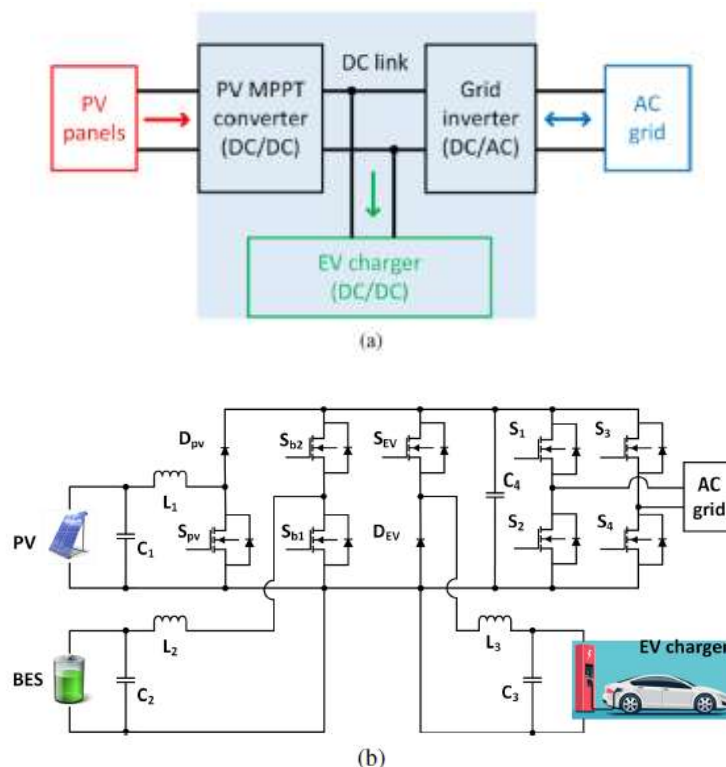 DC link
PV
panels
PV MPPT
converter
(DC/DC)
Grid
inverter
(DC/AC)
AC
grid
EV charger
(DC/DC)
(a)
Dpv
Sb2
SEV
S1
S3
L1
C4
AC
grid
PV
C1
Spv
Sb1
DEV
S2
S4
L2
L3
EV charger
BES
C2
C3
(b)